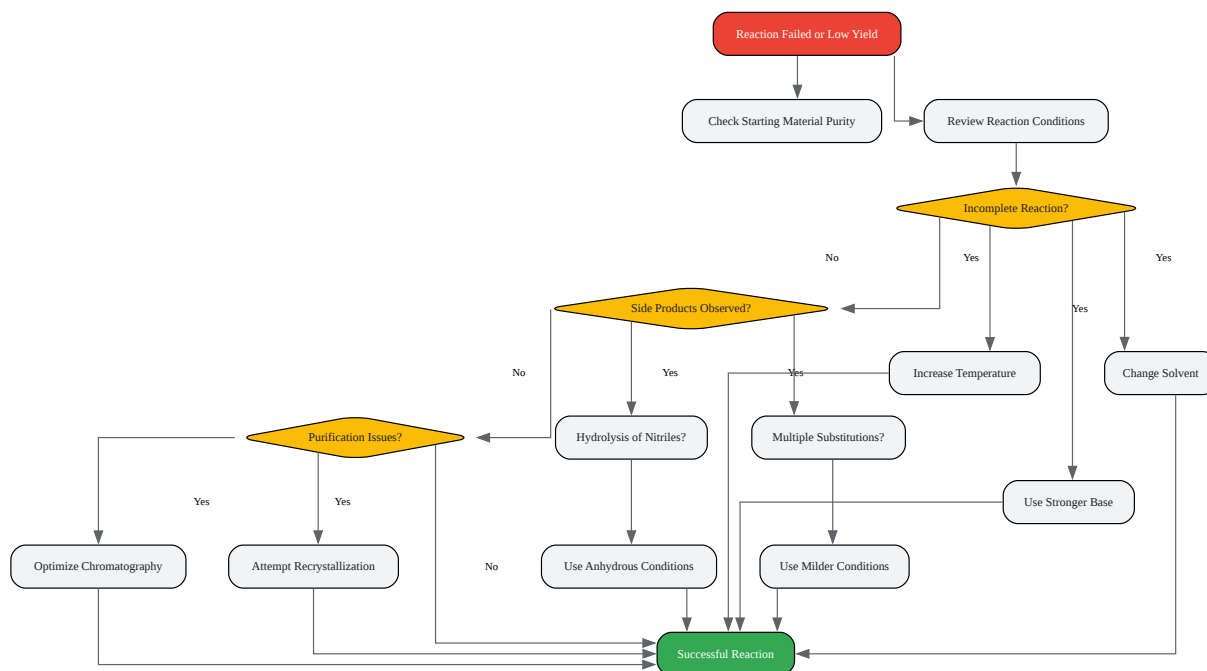 Reaction Failed or Low Yield
Check Starting Material Purity
Review Reaction Conditions
Incomplete Reaction?
No
Yes
Yes
Side Products Observed?
Yes
Increase Temperature
Change Solvent
No
Yes
Yes
Purification Issues?
Hydrolysis of Nitriles?
Multiple Substitutions?
Yes
Yes
Use Stronger Base
Optimize Chromatography
Attempt Recrystallization
No
Use Anhydrous Conditions
Use Milder Conditions
Successful Reaction